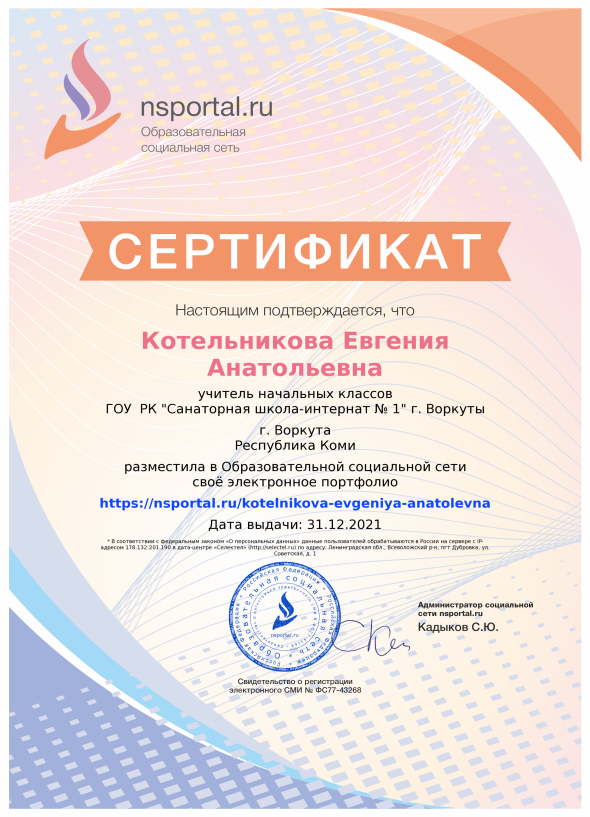 nsportal.ru
Образовательная
социальная сеть
СЕРТИФИКАТ
Настоящим подтверждается, что
Котельникова Евгения
Анатольевна
учитель начальных классов
ГОУ  РК "Санаторная школа-интернат № 1" г. Воркуты
г. Воркута
Республика Коми
разместила в Образовательной социальной сети
своё электронное портфолио
https://nsportal.ru/kotelnikova-evgeniya-anatolevna
Дата выдачи: 31.12.2021
* В соответствии с федеральным законом «О персональных данных» данные пользователей обрабатываются в России на сервере с IP-
адресом 178.132.201.190 в дата-центре «Селектел» (http://selectel.ru) по адресу: Ленинградская обл., Всеволожский р-н, пгт Дубровка, ул.
Советская, д. 1
Российская Федерация
Образовательная социальная сеть
nsportal.ru
Администратор социальной
сети nsportal.ru
Кадыков С.Ю.
Свидетельство о регистрации
электронного СМИ № ФС77-43268